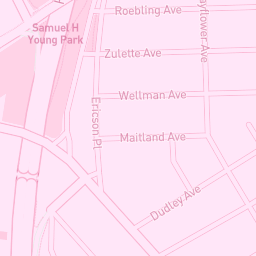 Roebling Ave
Samuel H
Young Park
Zulette Ave
Wellman Ave
Ericson Pl
Maitland Ave
Dudley Ave